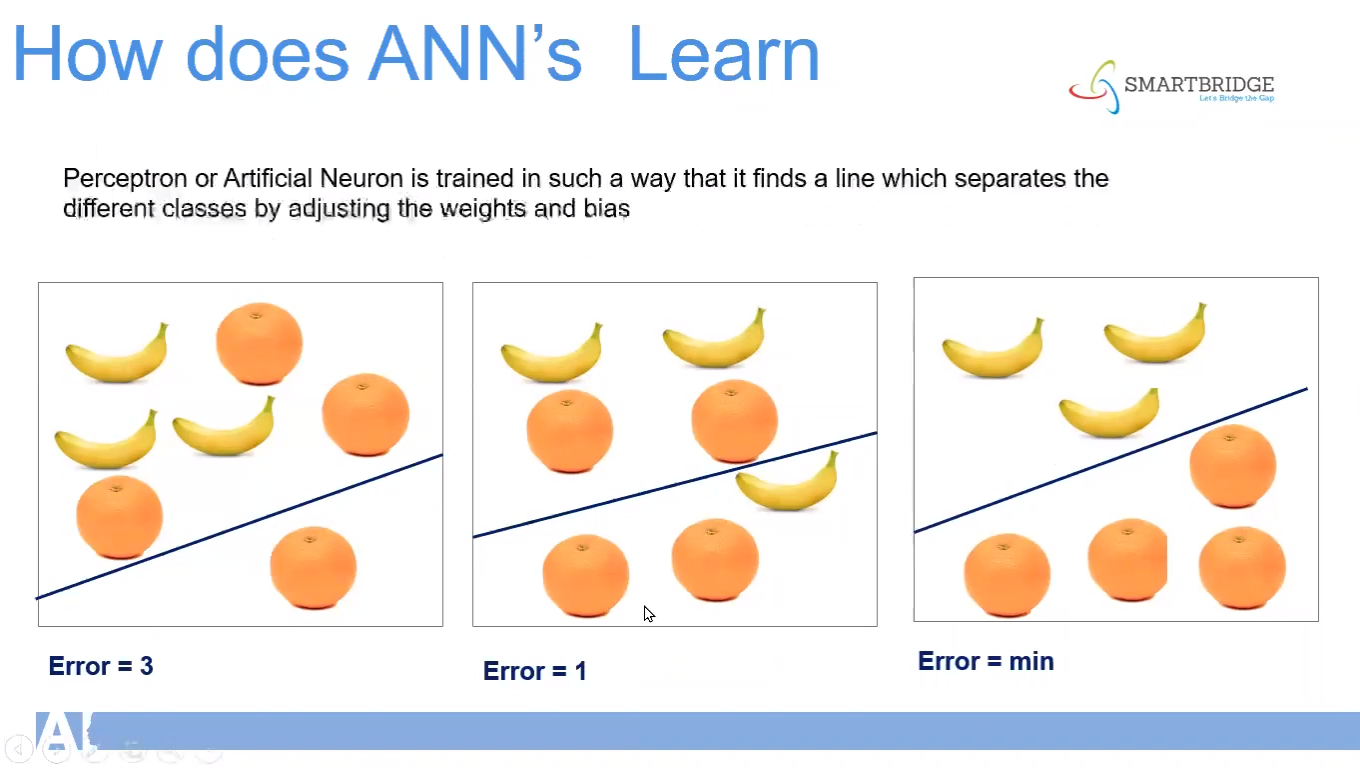 How does ANN's  Learn
SMARTBRIDGE
Let's Bridge the Gap
Perceptron or Artificial Neuron is trained in such a way that it finds a line which separates the
different classes by adjusting the weights and bias
Error = 3
Error = 1
Error = min
AI